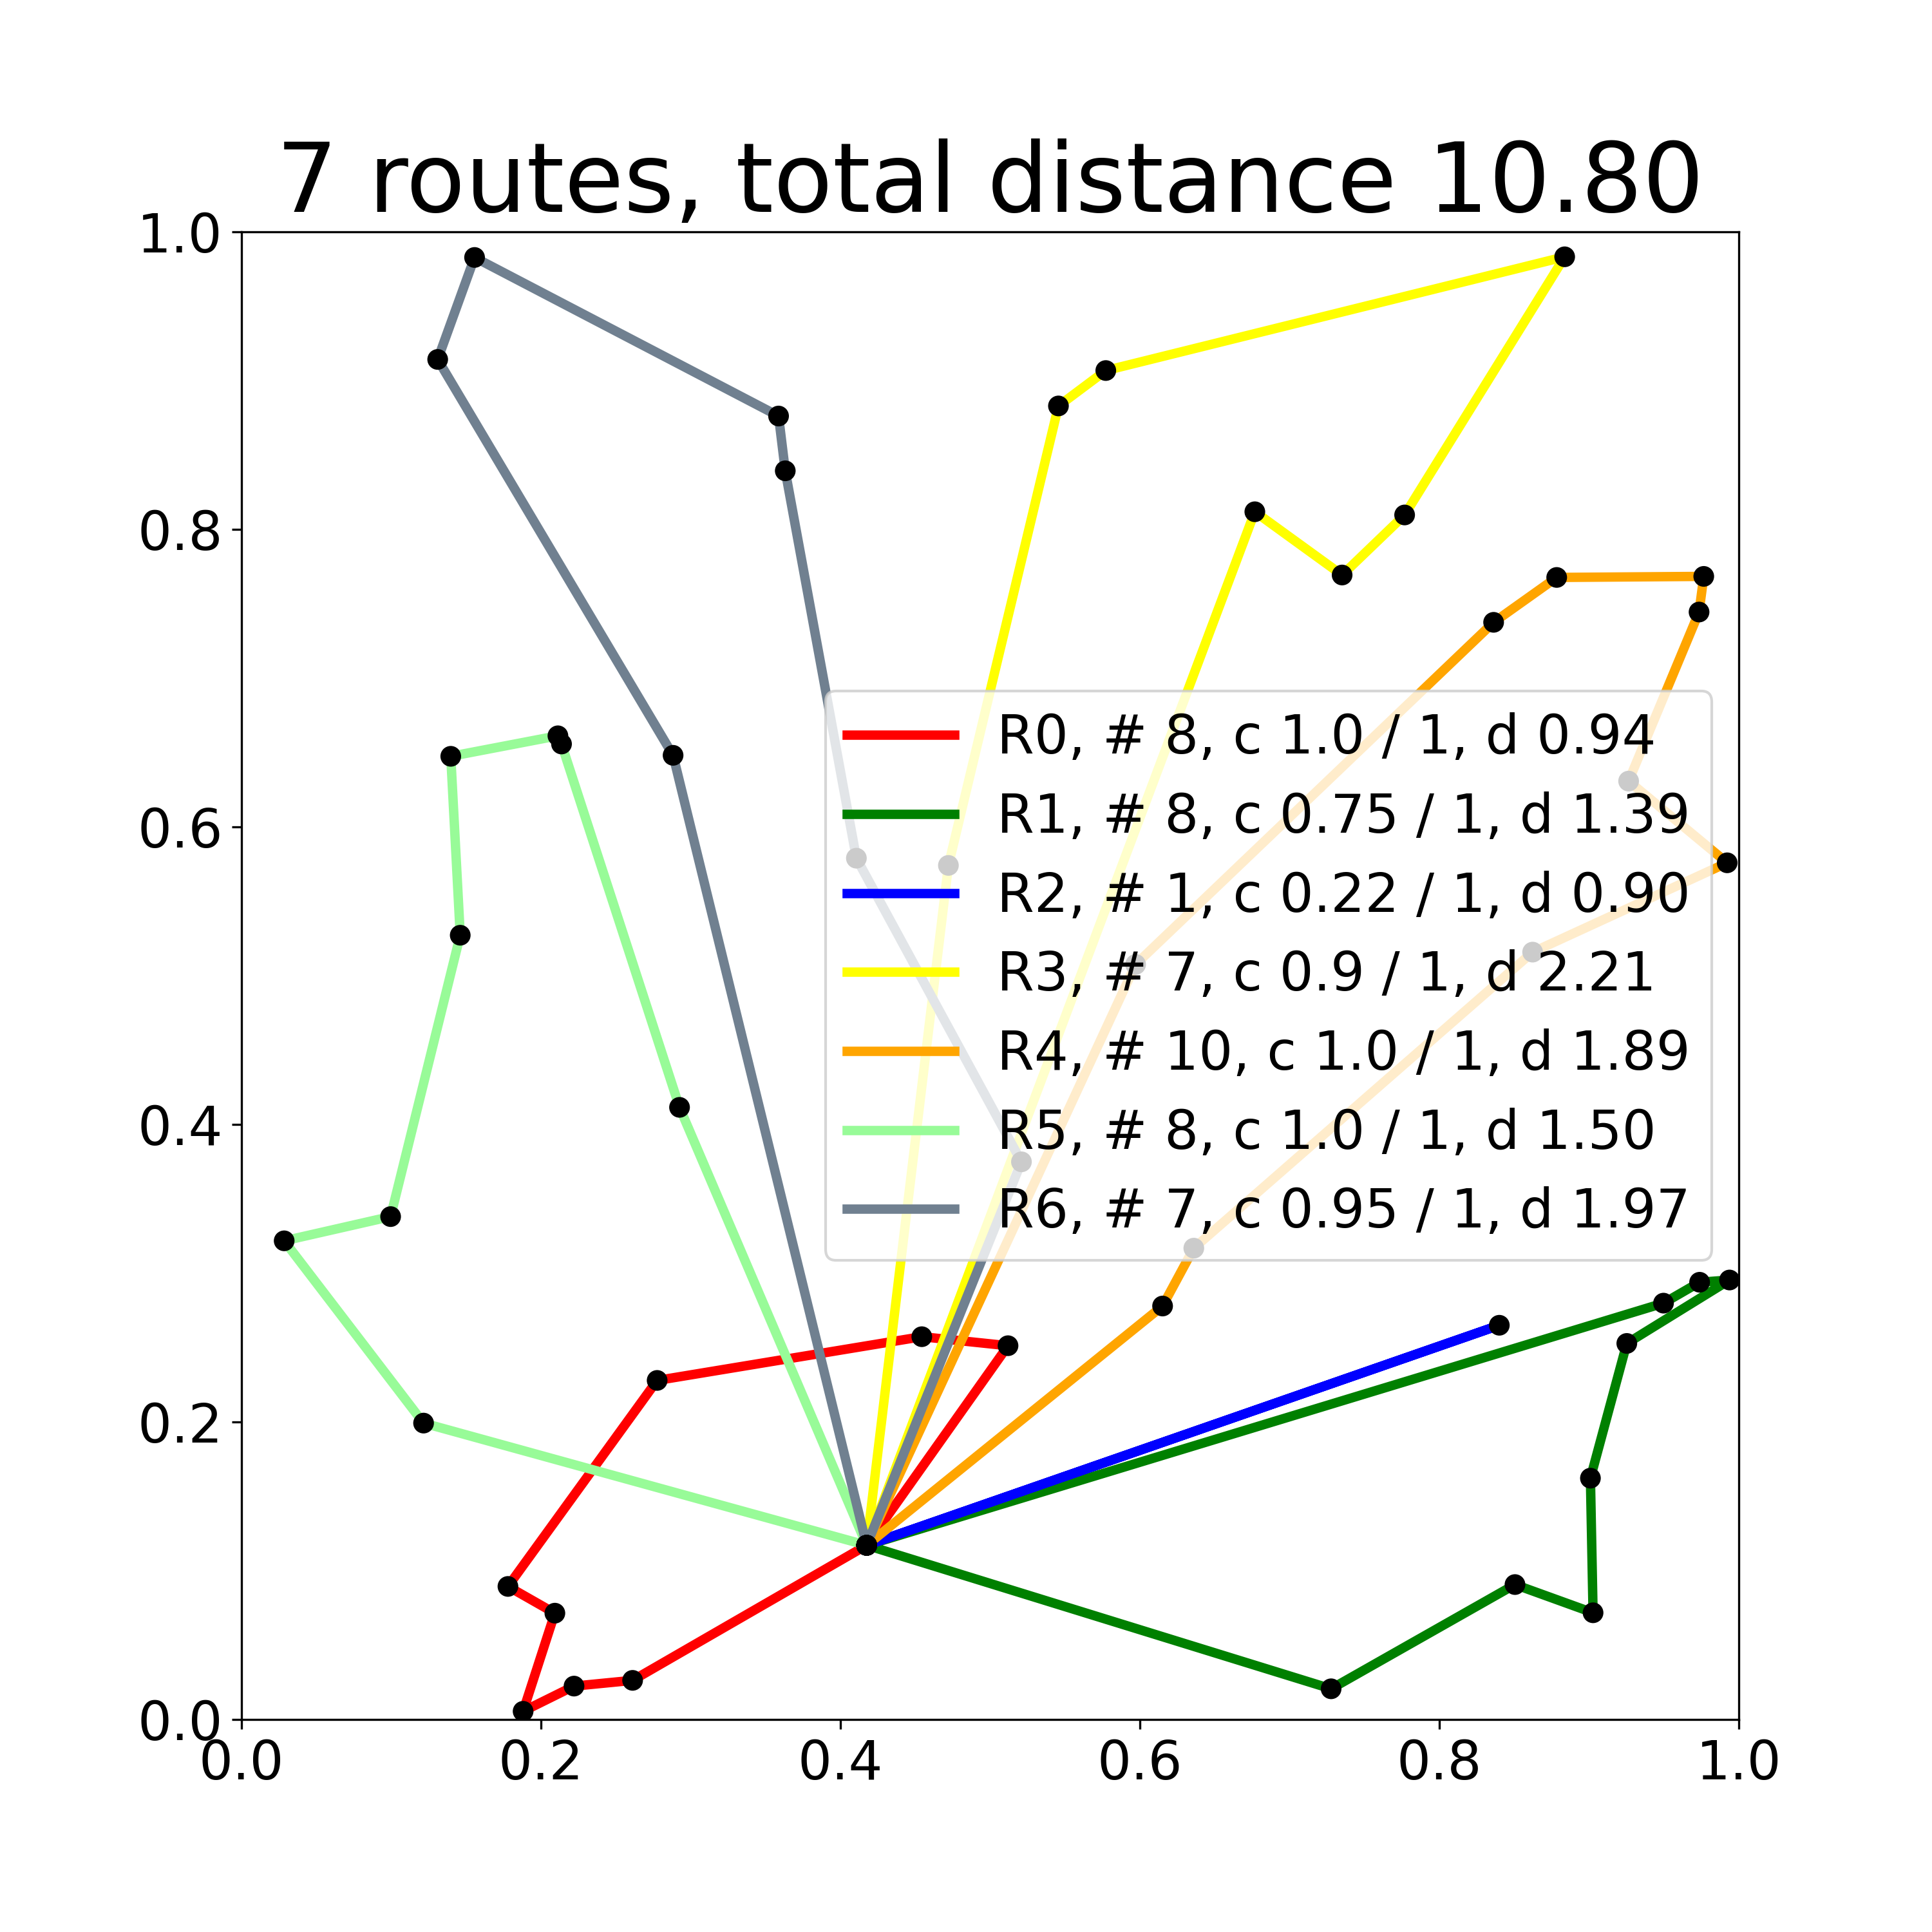 7 routes, total distance 10.80
1.0
0.8
0.6
0.4
0.2
0.0
R0, # 8, c 1.0 / 1, d 0.94
R1, # 8, c 0.75 / 1, d 1.39
R2, # 1, c 0.22 / 1, d 0.90
R3, # 7, c 0.9 / 1, d 2.21
R4, # 10, c 1.0 / 1, d 1.89
R5, # 8, c 1.0 / 1, d 1.50
R6, # 7, c 0.95 / 1, d 1.97
0.0 0.2 0.4 0.6 0.8 1.0